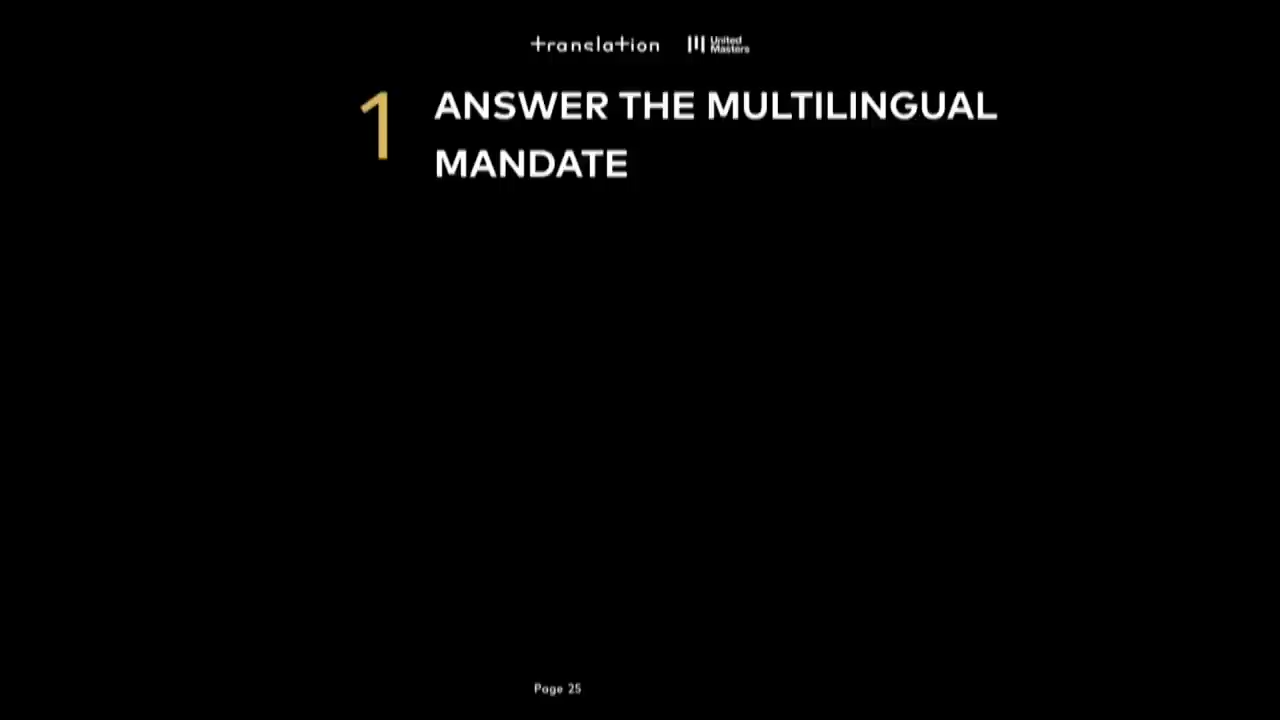 translation
United
Masters
1
ANSWER THE MULTILINGUAL
MANDATE
Page 25